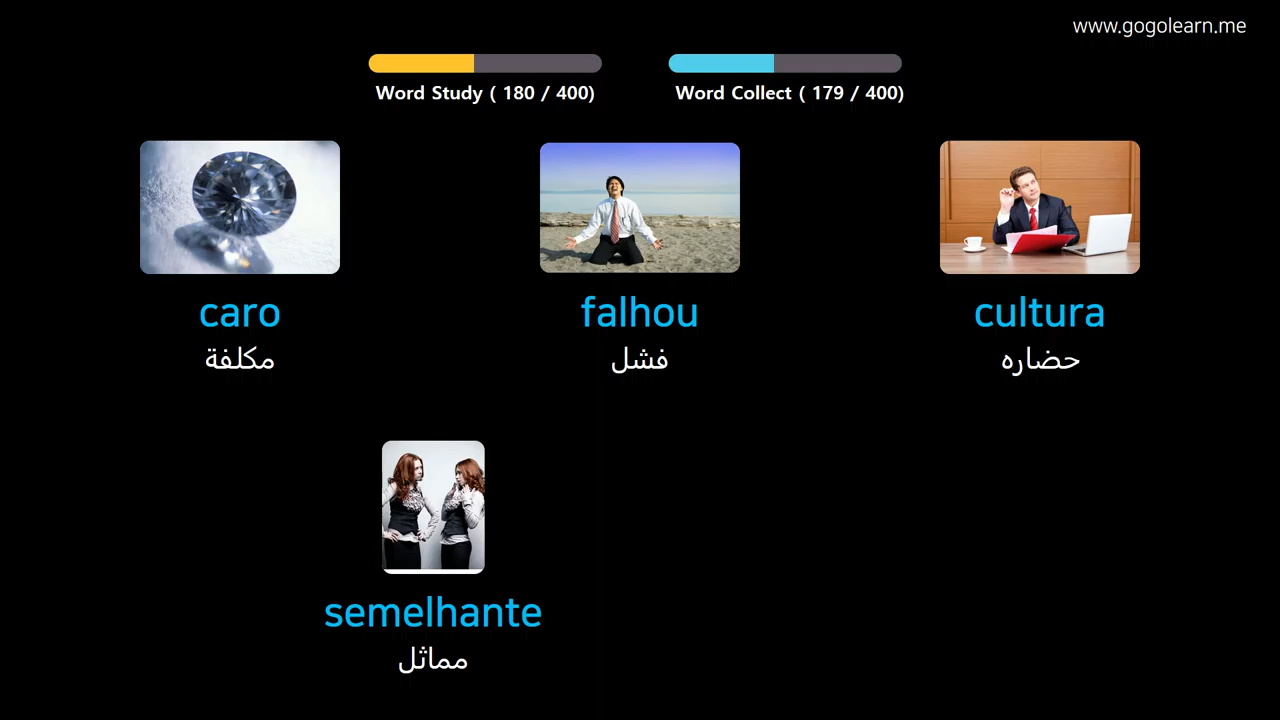 www.gogolearn.me
Word Study ( 180 / 400)
Word Collect ( 179 / 400)
caro
مكلفة
falhou
فشل
cultura
حضاره
semelhante
مماثل